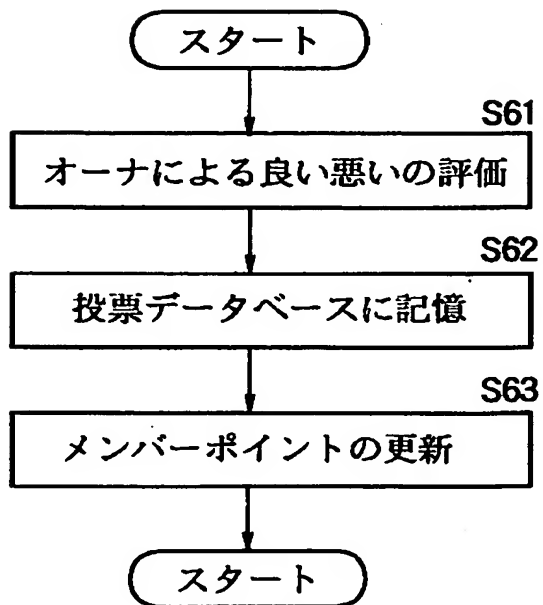 スタート
S61
オーナによる良い悪いの評価
S62
投票データベースに記憶
S63
メンバーポイントの更新
スタート